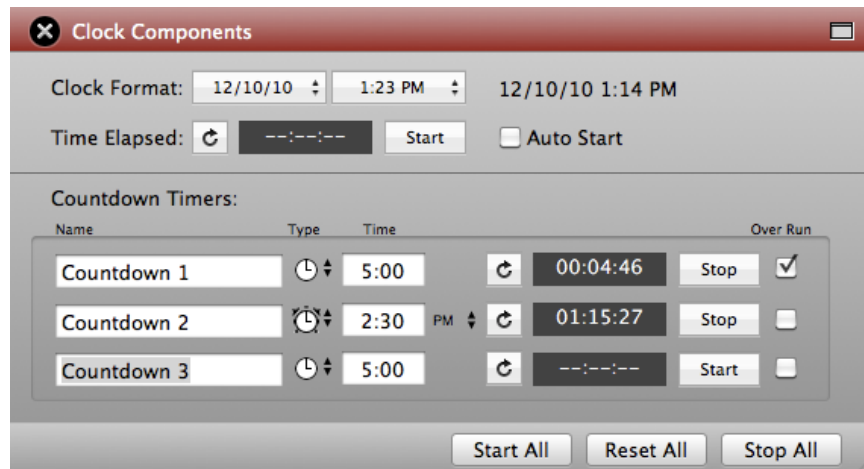 Clock Components
Clock Format: 12/10/10 1:23 PM 12/10/10 1:14 PM
Time Elapsed: --:--:-- Start Auto Start
Countdown Timers:
Name Type Time Over Run
Countdown 1 5:00 00:04:46 Stop
Countdown 2 2:30 PM 01:15:27 Stop
Countdown 3 5:00 --:--:-- Start
Start All Reset All Stop All